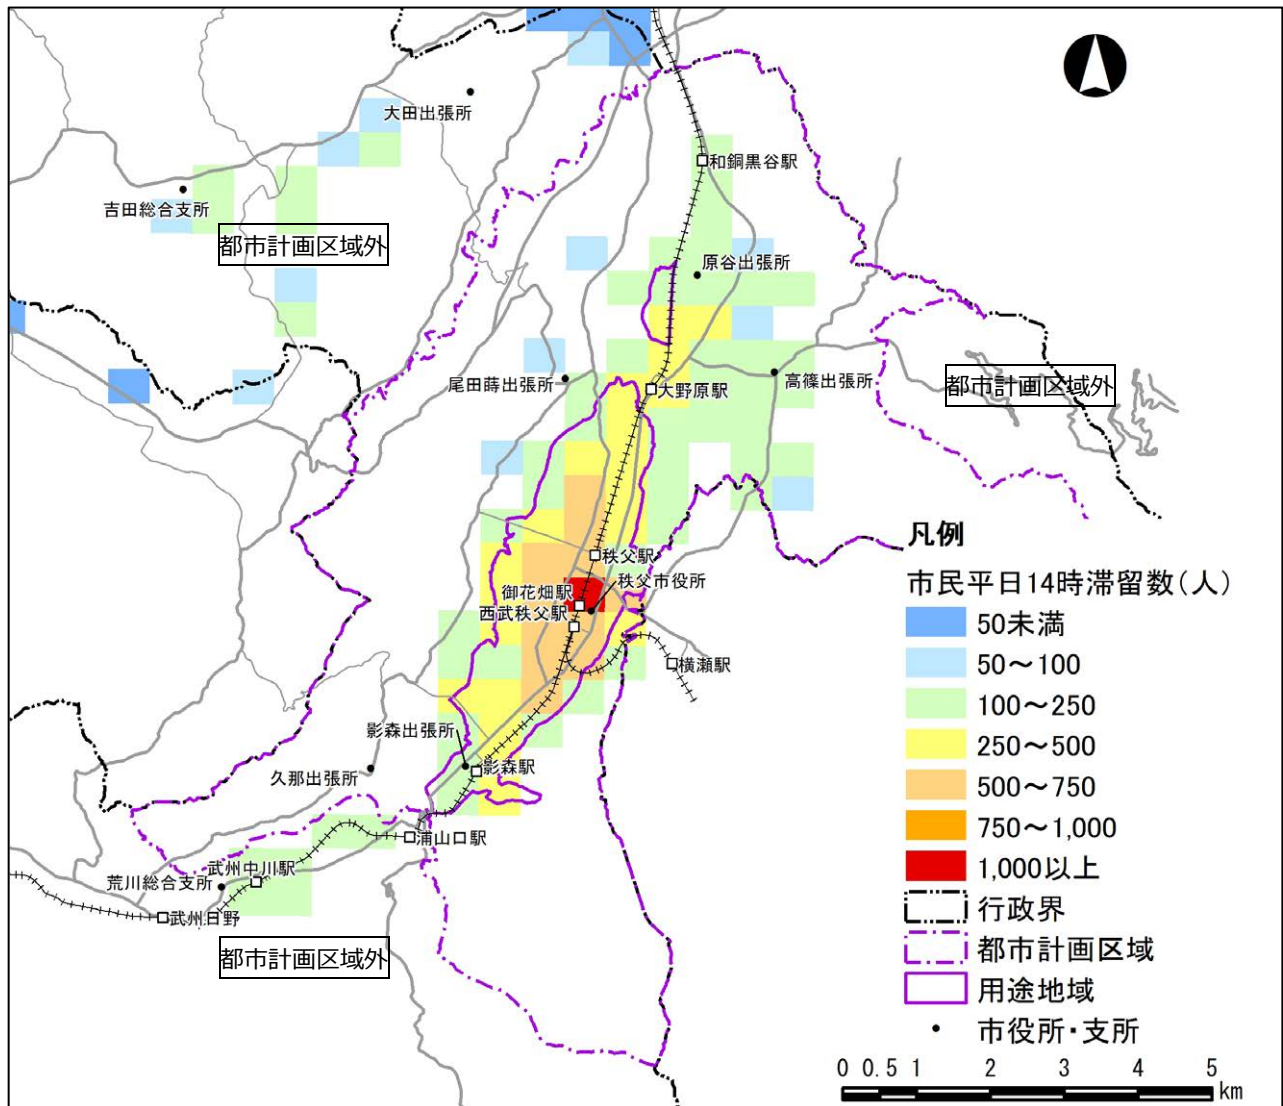 大田出張所
和銅黒谷駅
吉田総合支所
都市計画区域外
原谷出張所
尾田蒔出張所
大野原駅
高篠出張所
都市計画区域外
秩父駅
御花畑駅
秩父市役所
西武秩父駅
横瀬駅
影森出張所
影森駅
久那出張所
浦山口駅
武州中川駅
荒川総合支所
武州日野
都市計画区域外
凡例
市民平日14時滞留数(人)
50未満
50～100
100～250
250～500
500～750
750～1,000
1,000以上
行政界
都市計画区域
用途地域
市役所・支所
0 0.5 1 2 3 4 5
km